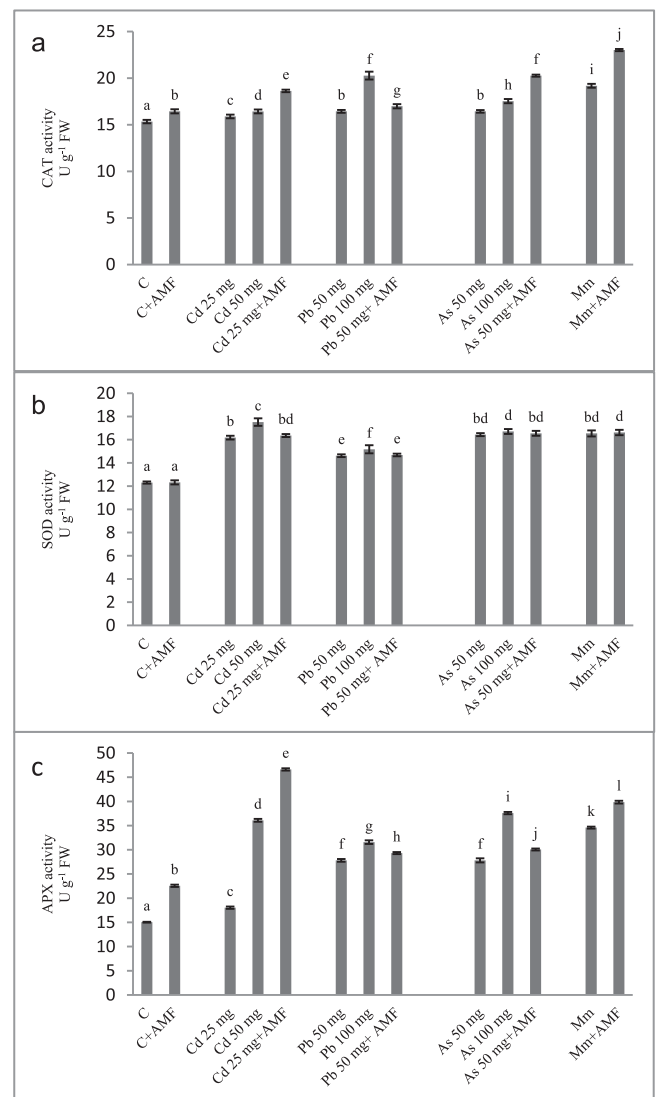 a
CAT activity
U g⁻¹ FW
25
20
15
10
5
0
a
b
c
d
e
b
f
g
b
h
f
i
j
C
C+AMF
Cd 25 mg
Cd 50 mg
Cd 25 mg+AMF
Pb 50 mg
Pb 100 mg
Pb 50 mg+ AMF
As 50 mg
As 100 mg
As 50 mg+AMF
Mm
Mm+AMF
b
SOD activity
U g⁻¹ FW
20
18
16
14
12
10
8
6
4
2
0
a
a
b
c
bd
e
f
e
bd
d
bd
bd
d
C
C+AMF
Cd 25 mg
Cd 50 mg
Cd 25 mg+AMF
Pb 50 mg
Pb 100 mg
Pb 50 mg+ AMF
As 50 mg
As 100 mg
As 50 mg+AMF
Mm
Mm+AMF
c
APX activity
U g⁻¹ FW
50
45
40
35
30
25
20
15
10
5
0
a
b
c
d
e
f
g
h
f
i
j
k
l
C
C+AMF
Cd 25 mg
Cd 50 mg
Cd 25 mg+AMF
Pb 50 mg
Pb 100 mg
Pb 50 mg+ AMF
As 50 mg
As 100 mg
As 50 mg+AMF
Mm
Mm+AMF